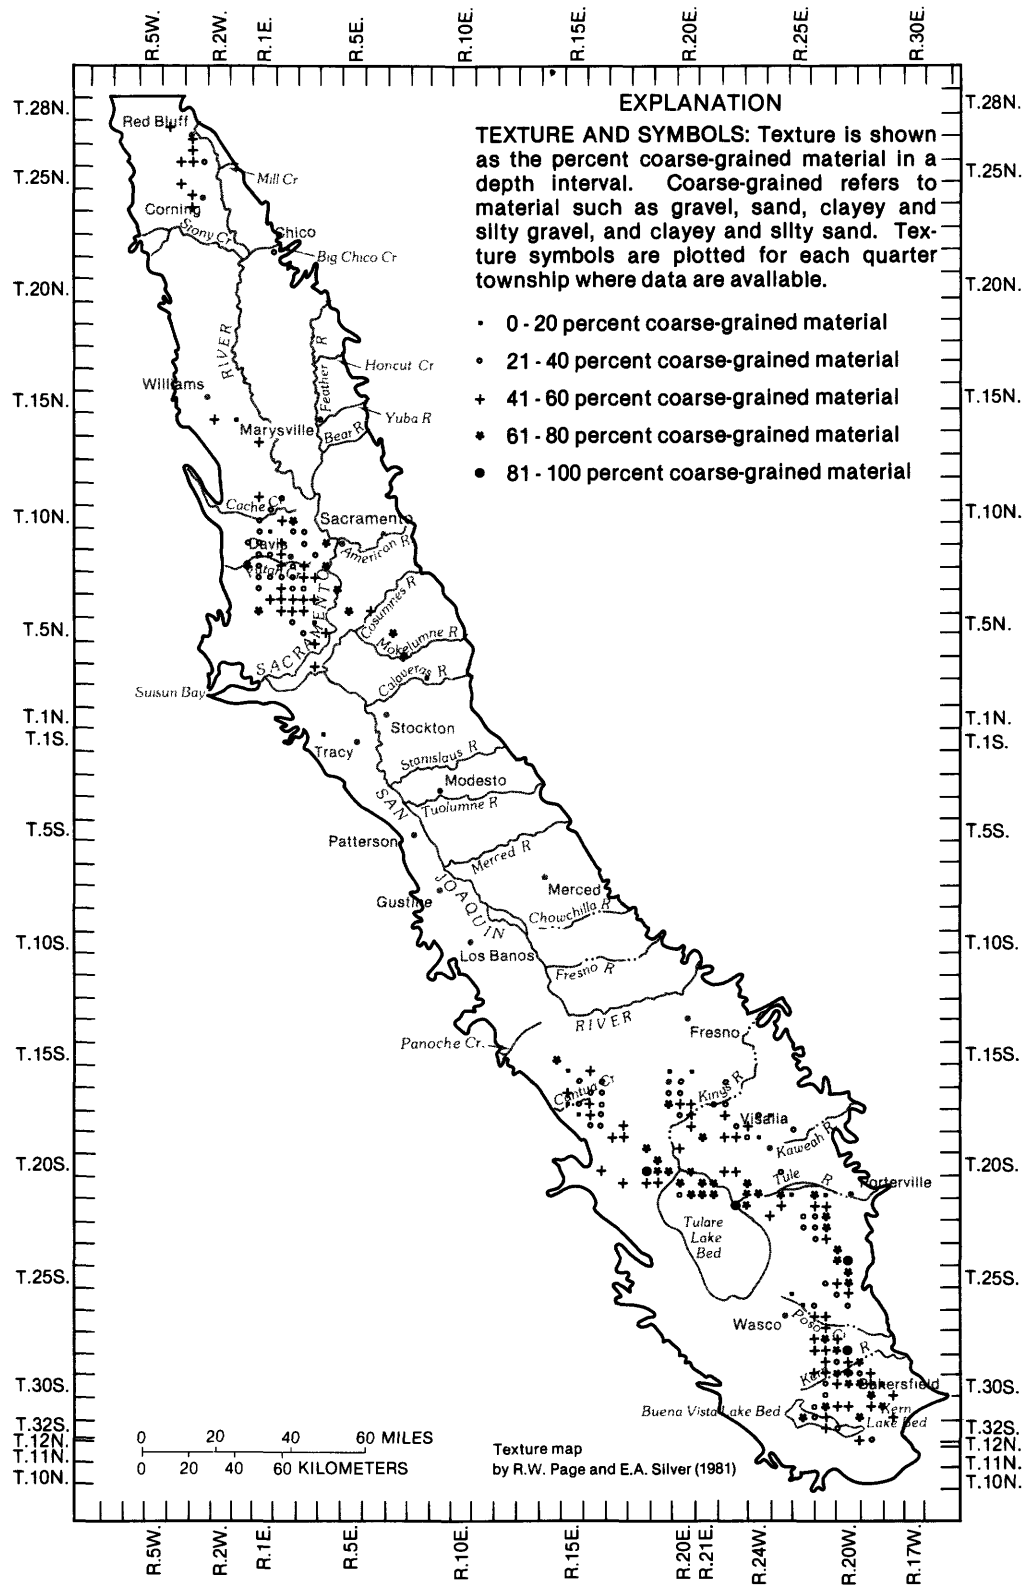 R.5W. R.2W. R.1E. R.5E. R.10E. R.15E. R.20E. R.25E. R.30E.
EXPLANATION
TEXTURE AND SYMBOLS: Texture is shown
as the percent coarse-grained material in a
depth interval. Coarse-grained refers to
material such as gravel, sand, clayey and
silty gravel, and clayey and silty sand. Tex-
ture symbols are plotted for each quarter
township where data are available.
0 - 20 percent coarse-grained material
21 - 40 percent coarse-grained material
41 - 60 percent coarse-grained material
61 - 80 percent coarse-grained material
81 - 100 percent coarse-grained material
T.28N. T.28N.
Red Bluff
Mill Cr
T.25N. T.25N.
Corning
Stony Cr
Chico
Big Chico Cr
T.20N. T.20N.
RIVER
Feather R
Honcut Cr
Williams
T.15N. T.15N.
Yuba R
Marysville
Bear R
Cache Cr
T.10N. T.10N.
Sacramento
Davis
American R
Putah Cr
SACRAMENTO
Cosumnes R
T.5N. T.5N.
Mokelumne R
Calaveras R
Suisun Bay
T.1N. T.1N.
Stockton
T.1S. T.1S.
Tracy
Stanislaus R
Modesto
SAN
Tuolumne R
T.5S. T.5S.
Patterson
Merced R
JOAQUIN
Merced
Gustine
Chowchilla R
T.10S. T.10S.
Los Banos
Fresno R
RIVER
Fresno
Panoche Cr.
T.15S. T.15S.
Cantua Cr
Kings R
Visalia
Kaweah R
T.20S. T.20S.
Tule R
Porterville
Tulare
Lake
Bed
T.25S. T.25S.
Wasco
Poso Cr
Kern R
T.30S. T.30S.
Bakersfield
Buena Vista Lake Bed
Kern
Lake Bed
T.32S. T.32S.
T.12N. T.12N.
T.11N. T.11N.
T.10N. T.10N.
0 20 40 60 MILES
0 20 40 60 KILOMETERS
Texture map
by R.W. Page and E.A. Silver (1981)
R.5W. R.2W. R.1E. R.5E. R.10E. R.15E. R.20E. R.21E. R.24W. R.20W. R.17W.